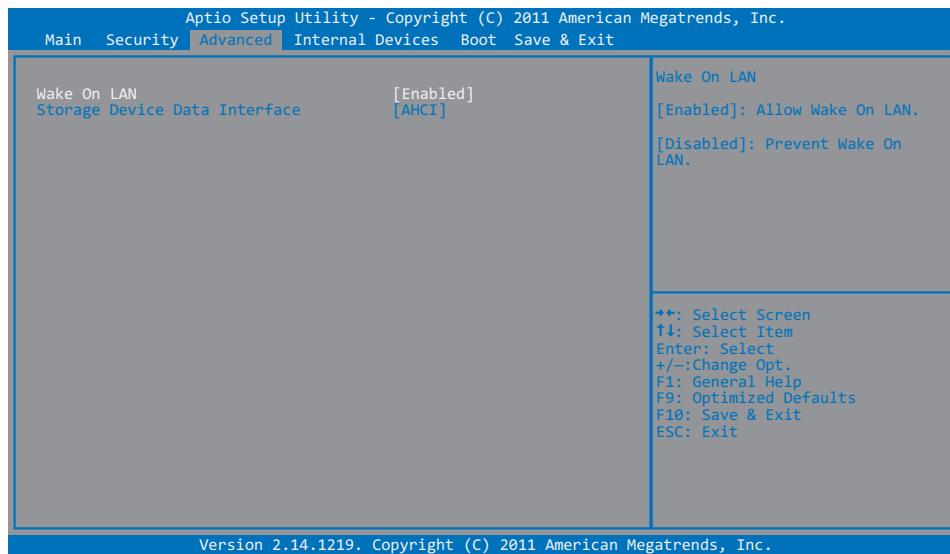 Aptio Setup Utility - Copyright (C) 2011 American Megatrends, Inc.
Main Security Advanced Internal Devices Boot Save & Exit
Wake On LAN [Enabled]
Storage Device Data Interface [AHCI]
Wake On LAN
[Enabled]: Allow Wake On LAN.
[Disabled]: Prevent Wake On
LAN.
→←: Select Screen
↑↓: Select Item
Enter: Select
+/−:Change Opt.
F1: General Help
F9: Optimized Defaults
F10: Save & Exit
ESC: Exit
Version 2.14.1219. Copyright (C) 2011 American Megatrends, Inc.